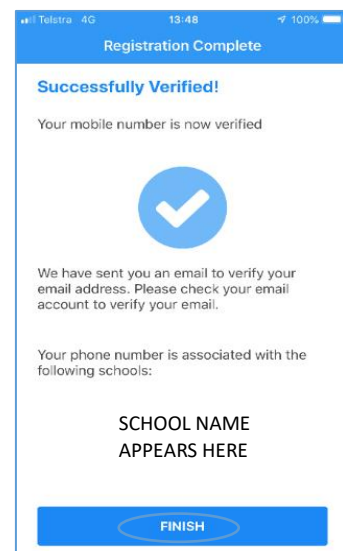 Telstra 4G 13:48 100%
Registration Complete
Successfully Verified!
Your mobile number is now verified
We have sent you an email to verify your
email address. Please check your email
account to verify your email.
Your phone number is associated with the
following schools:
SCHOOL NAME
APPEARS HERE
FINISH